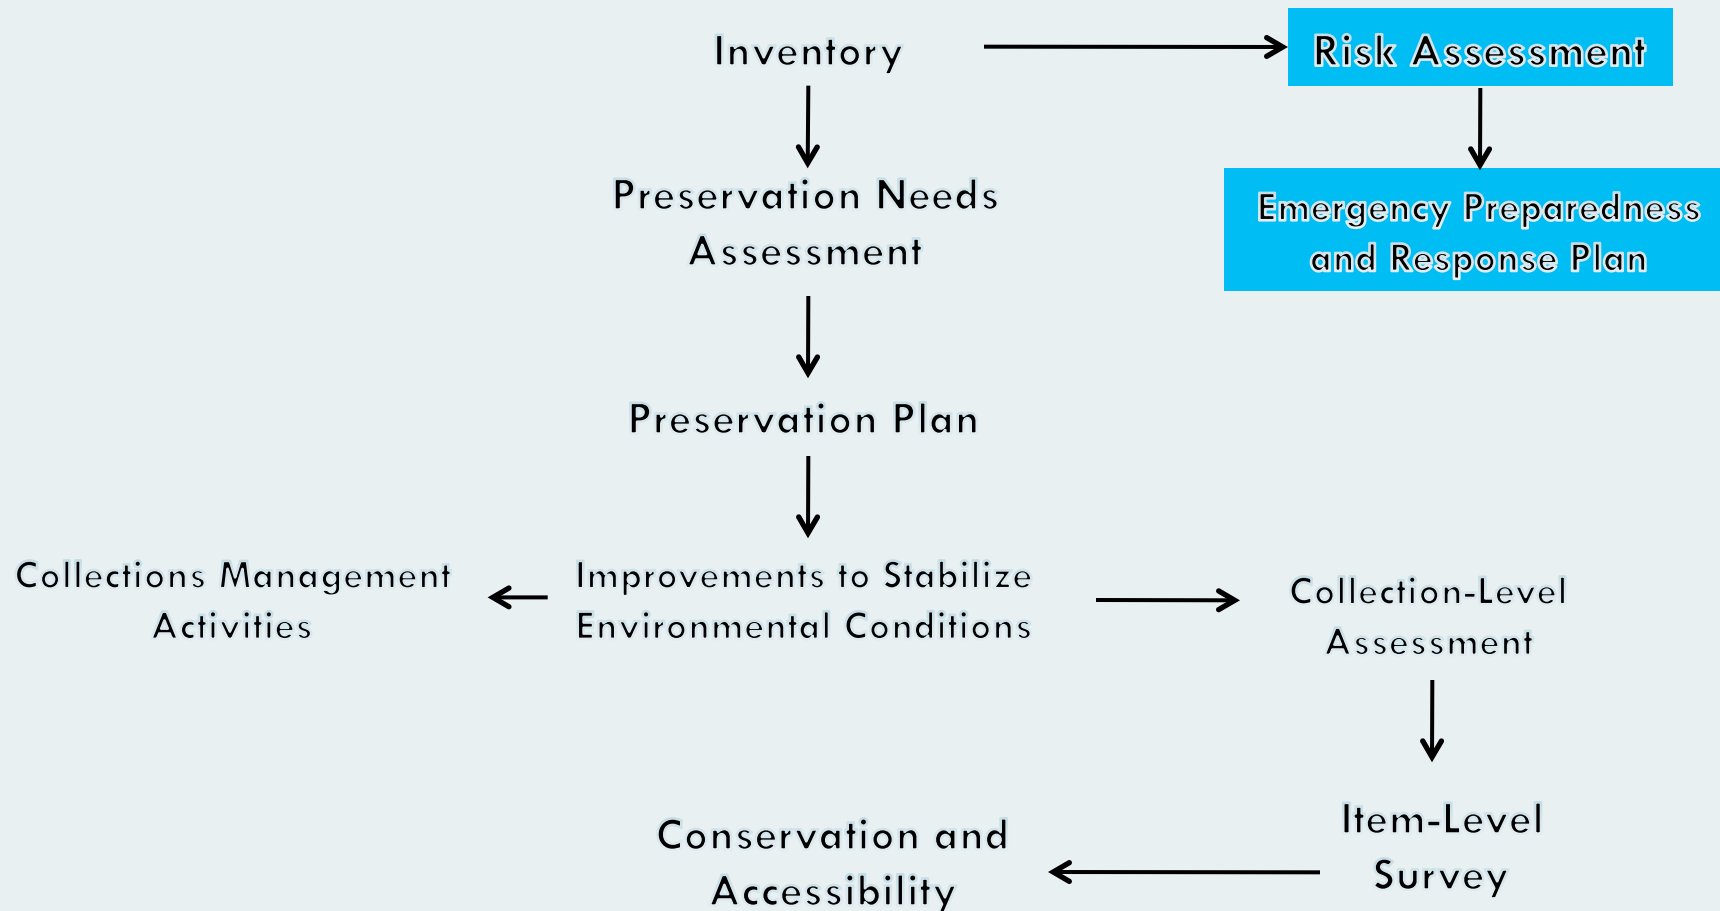 Inventory
Risk Assessment
Preservation Needs
Assessment
Emergency Preparedness
and Response Plan
Preservation Plan
Collections Management
Activities
Improvements to Stabilize
Environmental Conditions
Collection-Level
Assessment
Item-Level
Survey
Conservation and
Accessibility